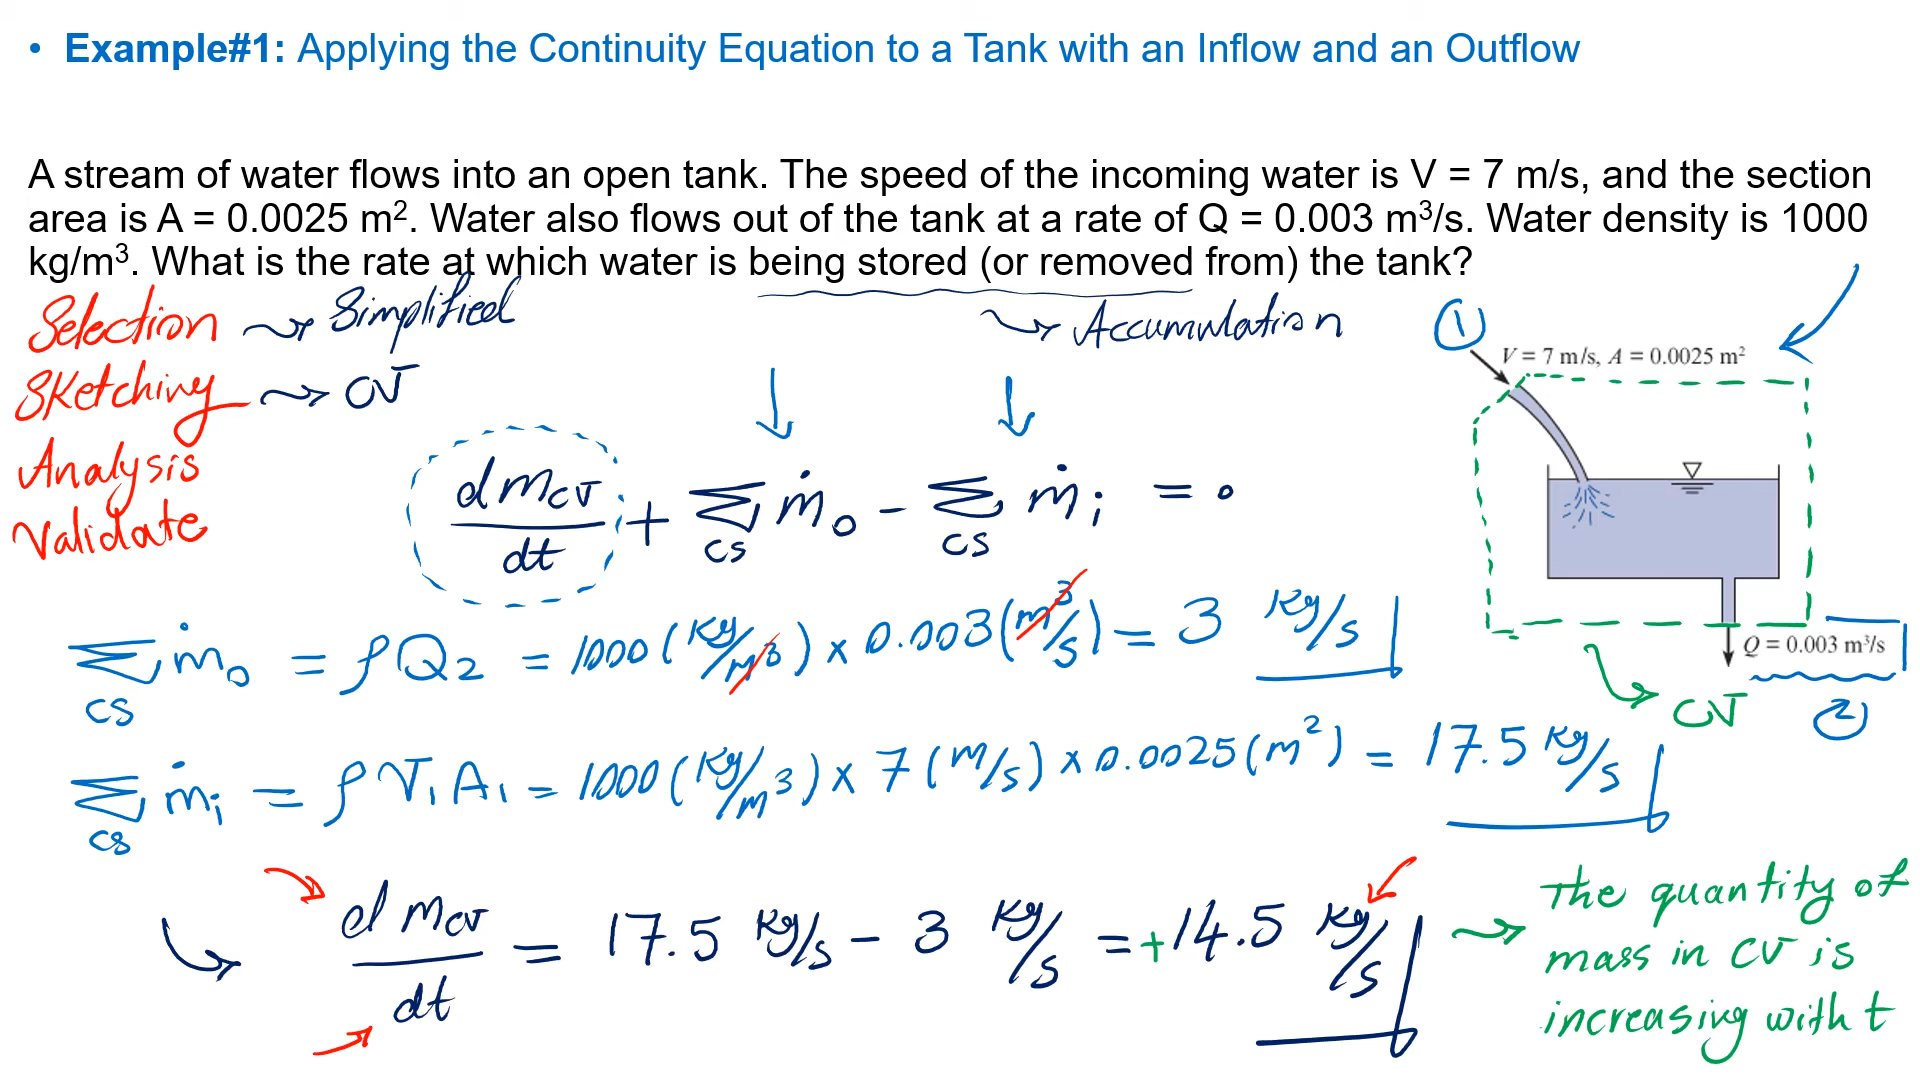 • Example#1: Applying the Continuity Equation to a Tank with an Inflow and an Outflow
A stream of water flows into an open tank. The speed of the incoming water is V = 7 m/s, and the section
area is A = 0.0025 m². Water also flows out of the tank at a rate of Q = 0.003 m³/s. Water density is 1000
kg/m³. What is the rate at which water is being stored (or removed from) the tank?
Selection → Simplified
→ Accumulation
Sketching → CV
Analysis
Validate
dm_CV/dt + Σ_CS ṁ_o - Σ_CS ṁ_i = 0
①
V = 7 m/s, A = 0.0025 m²
Q = 0.003 m³/s
CV
②
Σ_CS ṁ_o = ρQ₂ = 1000 (kg/m³) × 0.003 (m³/s) = 3 kg/s
Σ_CS ṁ_i = ρV₁A₁ = 1000 (kg/m³) × 7 (m/s) × 0.0025 (m²) = 17.5 kg/s
→ dm_CV/dt = 17.5 kg/s - 3 kg/s = +14.5 kg/s → The quantity of
mass in CV is
increasing with t